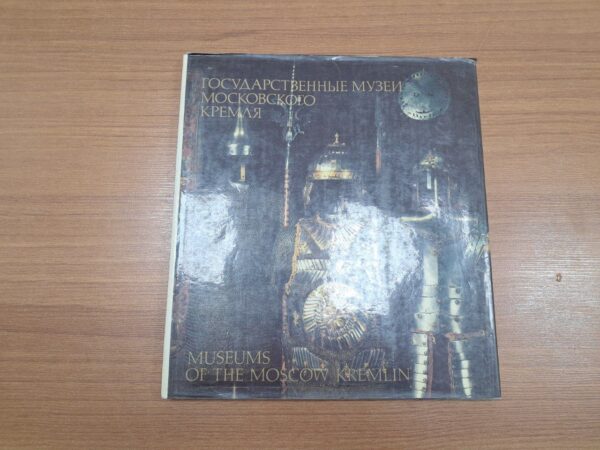 ГОСУДАРСТВЕННЫЕ МУЗЕИ
МОСКОВСКОГО
КРЕМЛЯ
MUSEUMS
OF THE MOSCOW KREMLIN